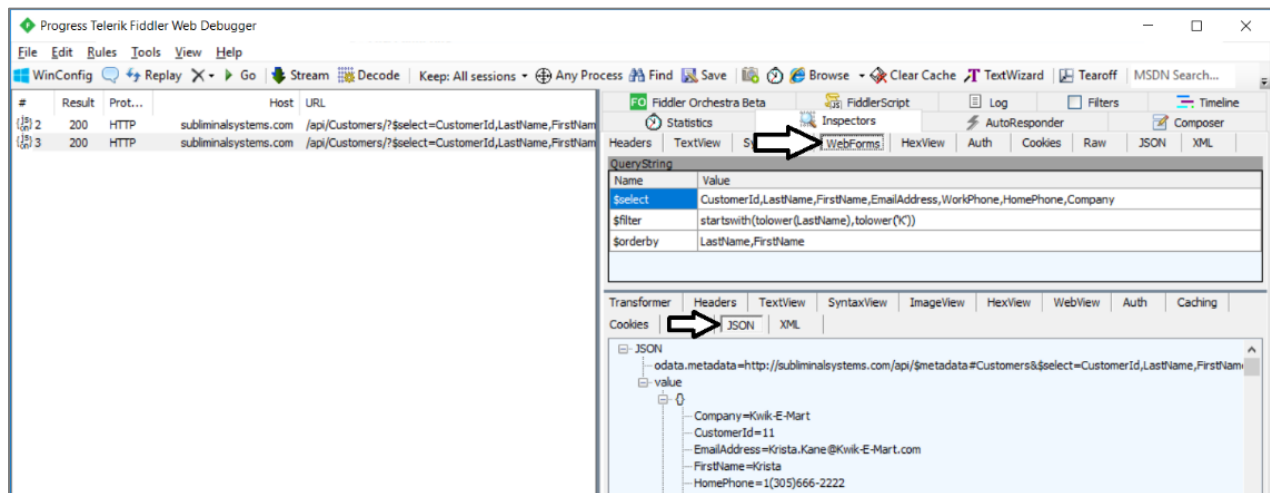 Progress Telerik Fiddler Web Debugger
File Edit Rules Tools View Help
WinConfig Replay X Go Stream Decode Keep: All sessions Any Process Find Save Browse Clear Cache TextWizard Tearoff MSDN Search...
# Result Prot... Host URL
2 200 HTTP subliminalsystems.com /api/Customers/?$select=CustomerId,LastName,FirstNam
3 200 HTTP subliminalsystems.com /api/Customers/?$select=CustomerId,LastName,FirstNam
FO Fiddler Orchestra Beta FiddlerScript Log Filters Timeline
Statistics Inspectors AutoResponder Composer
Headers TextView WebForms HexView Auth Cookies Raw JSON XML
QueryString
Name Value
$select CustomerId,LastName,FirstName,EmailAddress,WorkPhone,HomePhone,Company
$filter startswith(tolower(LastName),tolower('K'))
$orderby LastName,FirstName
Transformer Headers TextView SyntaxView ImageView HexView WebView Auth Caching
Cookies JSON XML
JSON
odata.metadata=http://subliminalsystems.com/api/$metadata#Customers&$select=CustomerId,LastName,FirstName
value
{}
Company=Kwik-E-Mart
CustomerId=11
EmailAddress=Krista.Kane@Kwik-E-Mart.com
FirstName=Krista
HomePhone=1(305)666-2222